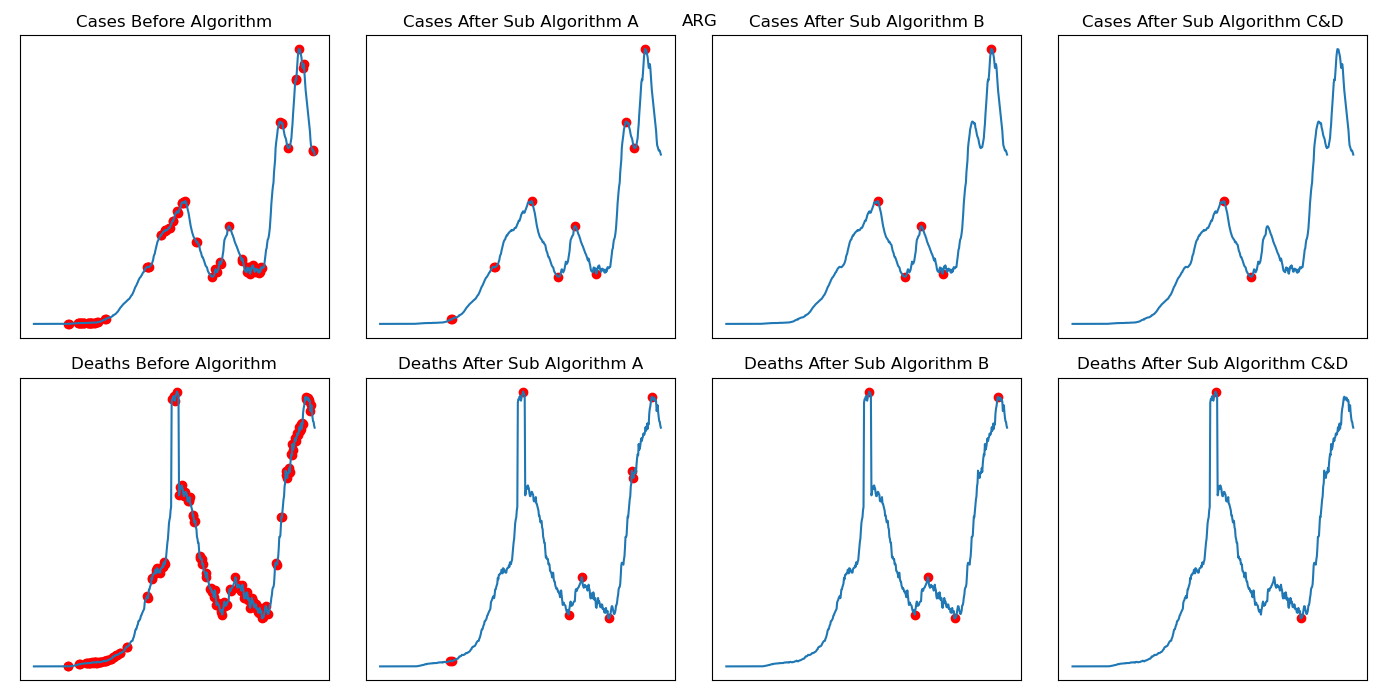 ARG
Cases Before Algorithm
Cases After Sub Algorithm A
Cases After Sub Algorithm B
Cases After Sub Algorithm C&D
Deaths Before Algorithm
Deaths After Sub Algorithm A
Deaths After Sub Algorithm B
Deaths After Sub Algorithm C&D